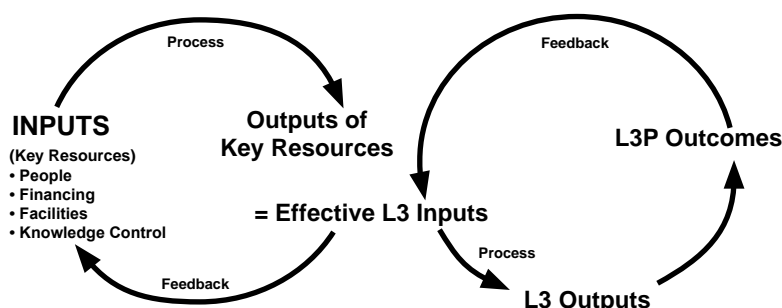 Process
INPUTS
(Key Resources)
• People
• Financing
• Facilities
• Knowledge Control
Outputs of
Key Resources
= Effective L3 Inputs
Feedback
Feedback
L3P Outcomes
Process
L3 Outputs